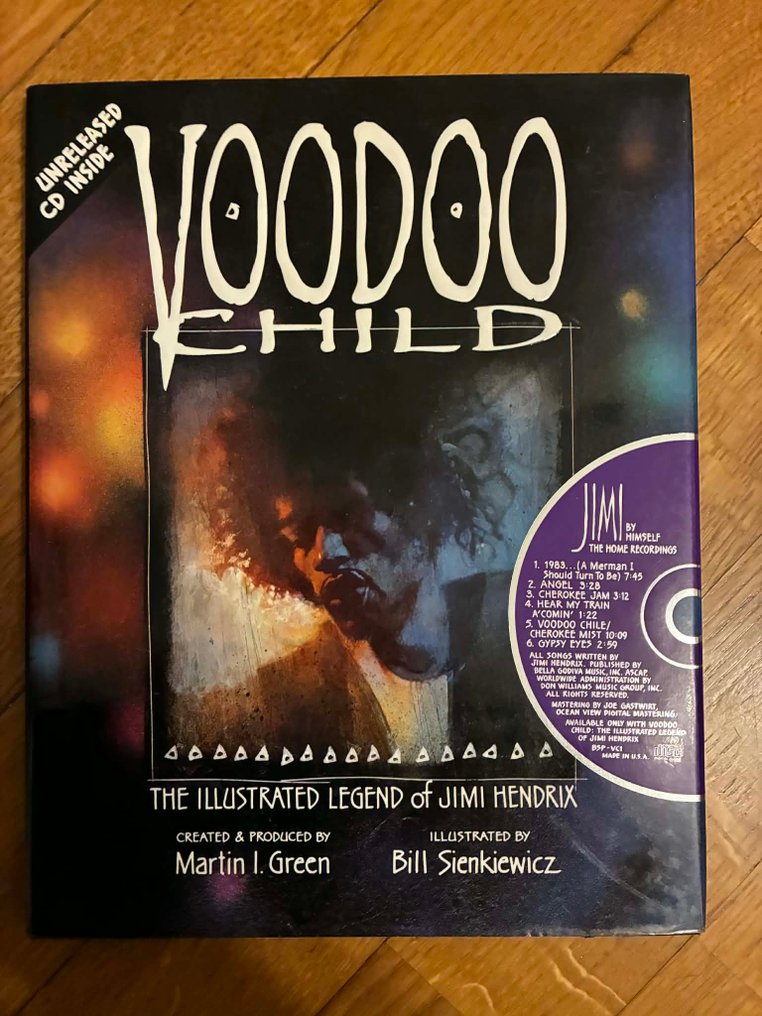 UNRELEASED
CD INSIDE
VOODOO
CHILD
JIMI BY
HIMSELF
THE HOME RECORDINGS
1. 1983...(A Merman I
Should Turn To Be) 7:45
2. ANGEL 3:28
3. CHEROKEE JAM 3:12
4. HEAR MY TRAIN
A'COMIN' 1:22
5. VOODOO CHILE/
CHEROKEE MIST 10:09
6. GYPSY EYES 2:59
ALL SONGS WRITTEN BY
JIMI HENDRIX. PUBLISHED BY
BELLA GODIVA MUSIC, INC. ASCAP.
WORLDWIDE ADMINISTRATION BY
DON WILLIAMS MUSIC GROUP, INC.
ALL RIGHTS RESERVED.
MASTERING BY JOE GASTWIRT,
OCEAN VIEW DIGITAL MASTERING
AVAILABLE ONLY WITH VOODOO
CHILD: THE ILLUSTRATED LEGEND
OF JIMI HENDRIX
BSP-VC1
MADE IN U.S.A.
THE ILLUSTRATED LEGEND of JIMI HENDRIX
CREATED & PRODUCED BY
Martin I. Green
ILLUSTRATED BY
Bill Sienkiewicz